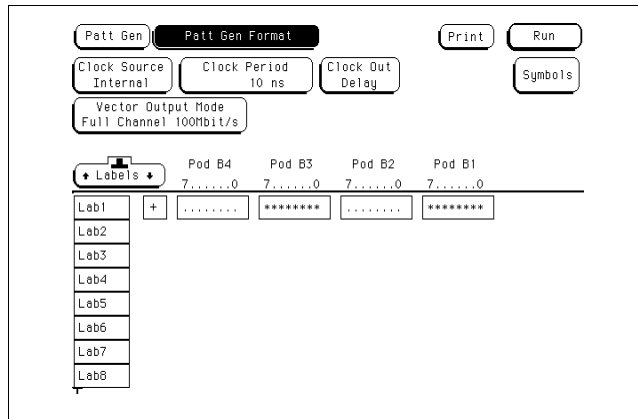 Patt Gen Patt Gen Format Print Run
Clock Source Clock Period Clock Out Symbols
Internal 10 ns Delay
Vector Output Mode
Full Channel 100Mbit/s
Labels Pod B4 Pod B3 Pod B2 Pod B1
7......0 7......0 7......0 7......0
Lab1 + ........ ******** ........ ********
Lab2
Lab3
Lab4
Lab5
Lab6
Lab7
Lab8